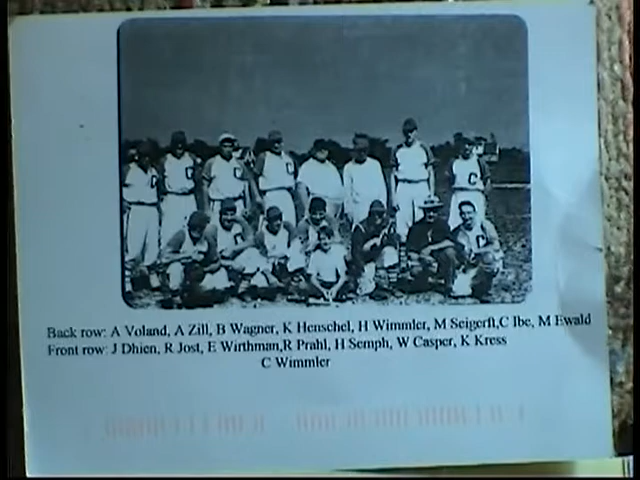 Back row: A Voland, A Zill, B Wagner, K Henschel, H Wimmler, M Seigerft,C Ibe, M Ewald
Front row: J Dhien, R Jost, E Wirthman,R Prahl, H Semph, W Casper, K Kress
C Wimmler